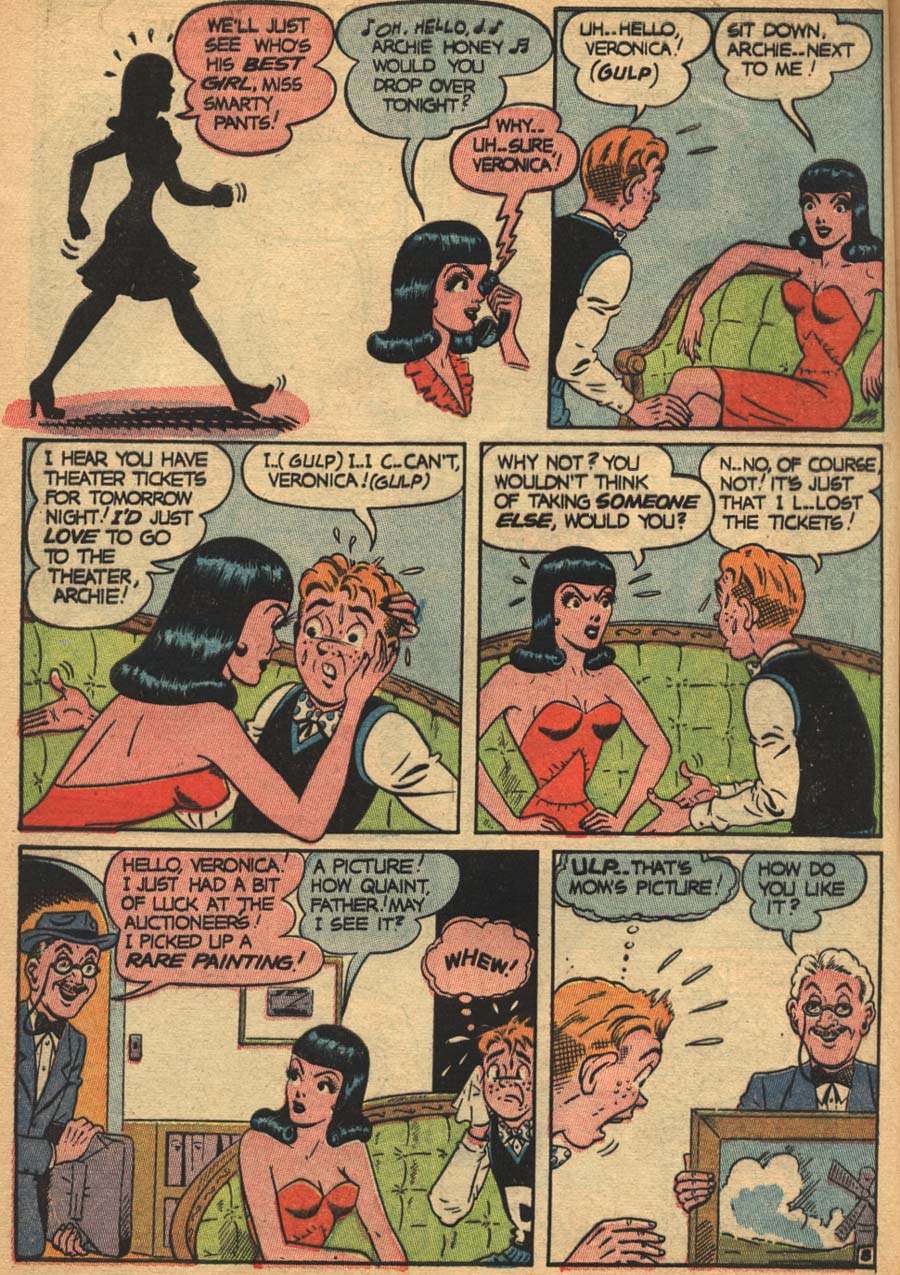 WE'LL JUST
SEE WHO'S
HIS BEST
GIRL, MISS
SMARTY
PANTS!
OH, HELLO,
ARCHIE HONEY
WOULD YOU
DROP OVER
TONIGHT?
WHY..
UH..SURE,
VERONICA!
UH..HELLO,
VERONICA!
(GULP)
SIT DOWN,
ARCHIE..NEXT
TO ME!
I HEAR YOU HAVE
THEATER TICKETS
FOR TOMORROW
NIGHT! I'D JUST
LOVE TO GO
TO THE
THEATER,
ARCHIE!
I..(GULP) I..I C..CAN'T,
VERONICA!(GULP)
WHY NOT? YOU
WOULDN'T THINK
OF TAKING SOMEONE
ELSE, WOULD YOU?
N..NO, OF COURSE
NOT! IT'S JUST
THAT I L...LOST
THE TICKETS!
HELLO, VERONICA!
I JUST HAD A BIT
OF LUCK AT THE
AUCTIONEERS!
I PICKED UP A
RARE PAINTING!
A PICTURE!
HOW QUAINT,
FATHER! MAY
I SEE IT?
WHEW!
ULP..THAT'S
MOM'S PICTURE!
HOW DO
YOU LIKE
IT?
8